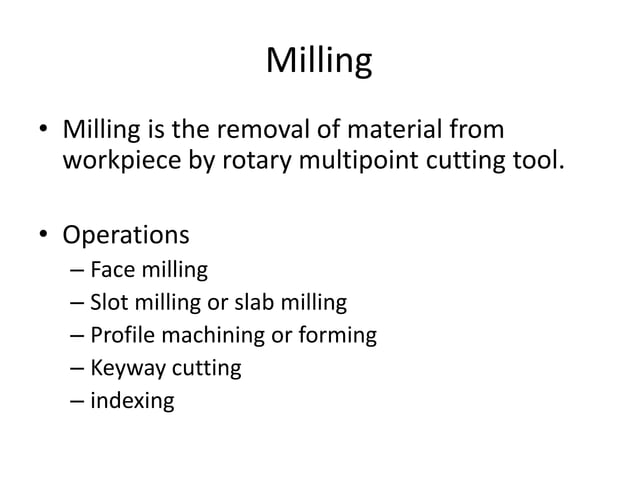 Milling
• Milling is the removal of material from
workpiece by rotary multipoint cutting tool.
• Operations
– Face milling
– Slot milling or slab milling
– Profile machining or forming
– Keyway cutting
– indexing